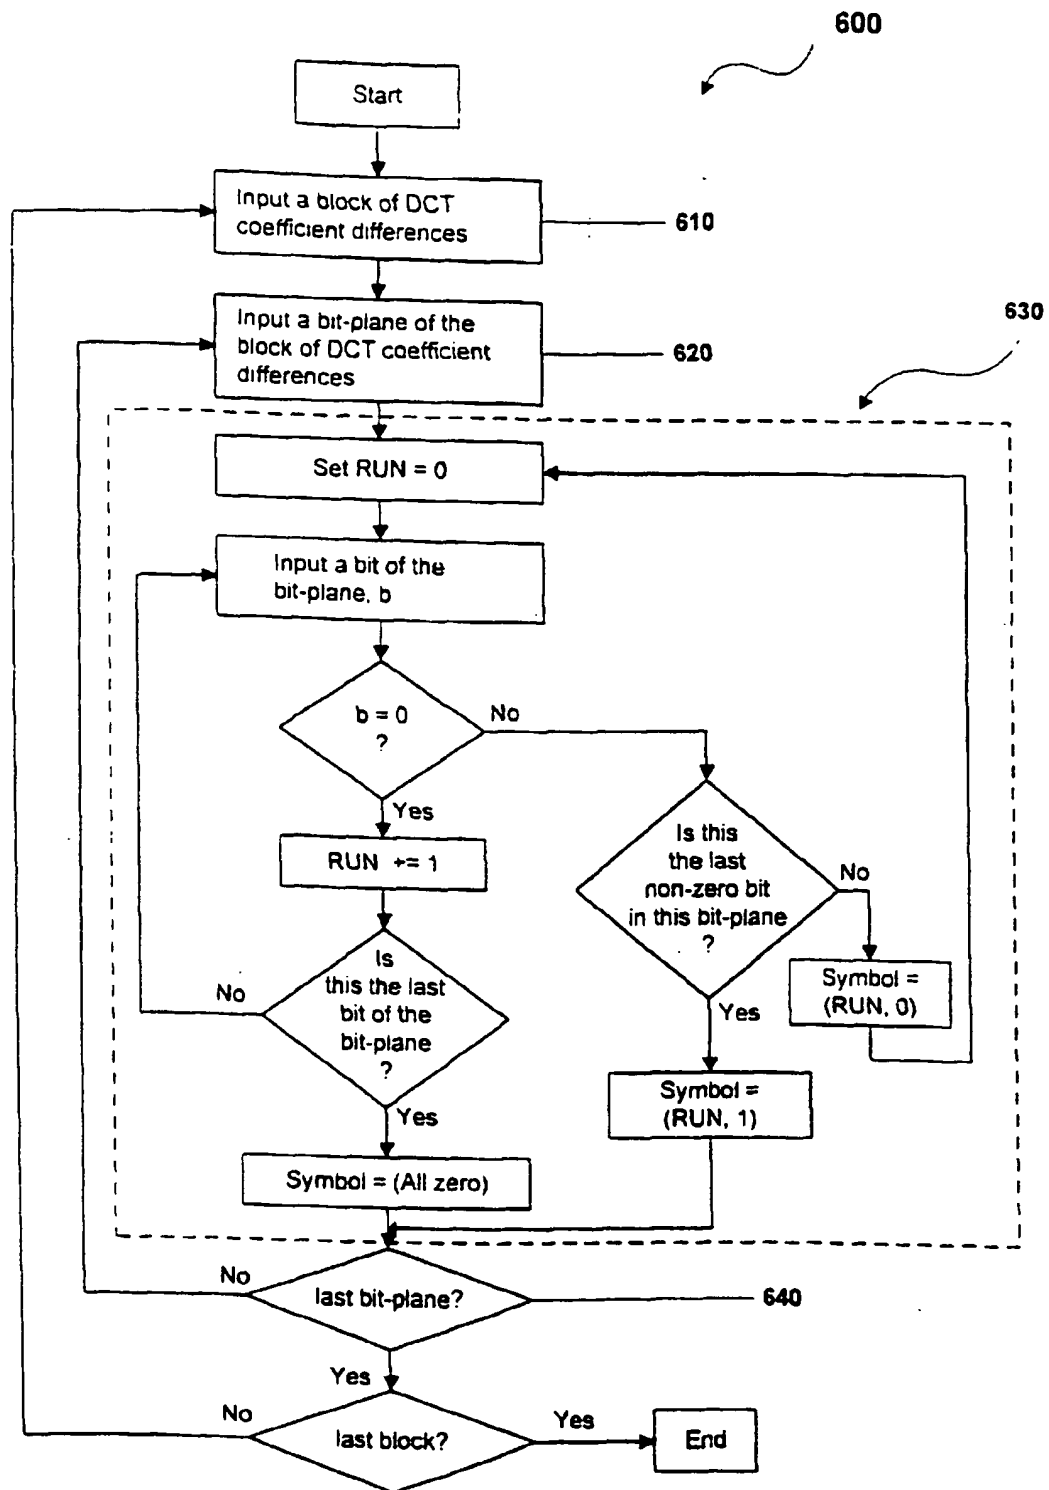 600
Start
Input a block of DCT
coefficient differences
610
630
Input a bit-plane of the
block of DCT coefficient
differences
620
Set RUN = 0
Input a bit of the
bit-plane, b
b = 0
?
No
Yes
RUN += 1
Is this
the last
non-zero bit
in this bit-plane
?
No
Is
this the last
bit of the
bit-plane
?
No
Symbol =
(RUN, 0)
Yes
Symbol =
(RUN, 1)
Yes
Symbol = (All zero)
No
last bit-plane?
640
Yes
No
last block?
Yes
End